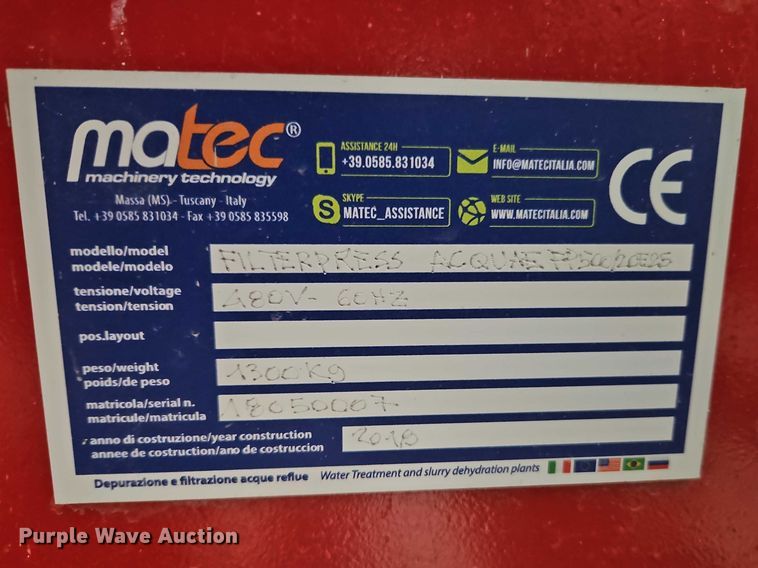 matec®
machinery technology
Massa (MS)- Tuscany - Italy
Tel. +39 0585 831034 - Fax +39 0585 835598
ASSISTANCE 24H
+39.0585.831034
E-MAIL
INFO@MATECITALIA.COM
SKYPE
MATEC_ASSISTANCE
WEB SITE
WWW.MATECITALIA.COM
CE
modello/model
modele/modelo
FILTERPRESS ACQUAE
tensione/voltage
tension/tension
480V- 60HZ
pos.layout
peso/weight
poids/de peso
1300Kg
matricola/serial n.
matricule/matricula
18050007
anno di costruzione/year construction
annee de construction/ano de construccion
2018
Depurazione e filtrazione acque reflue
Water Treatment and slurry dehydration plants
Purple Wave Auction